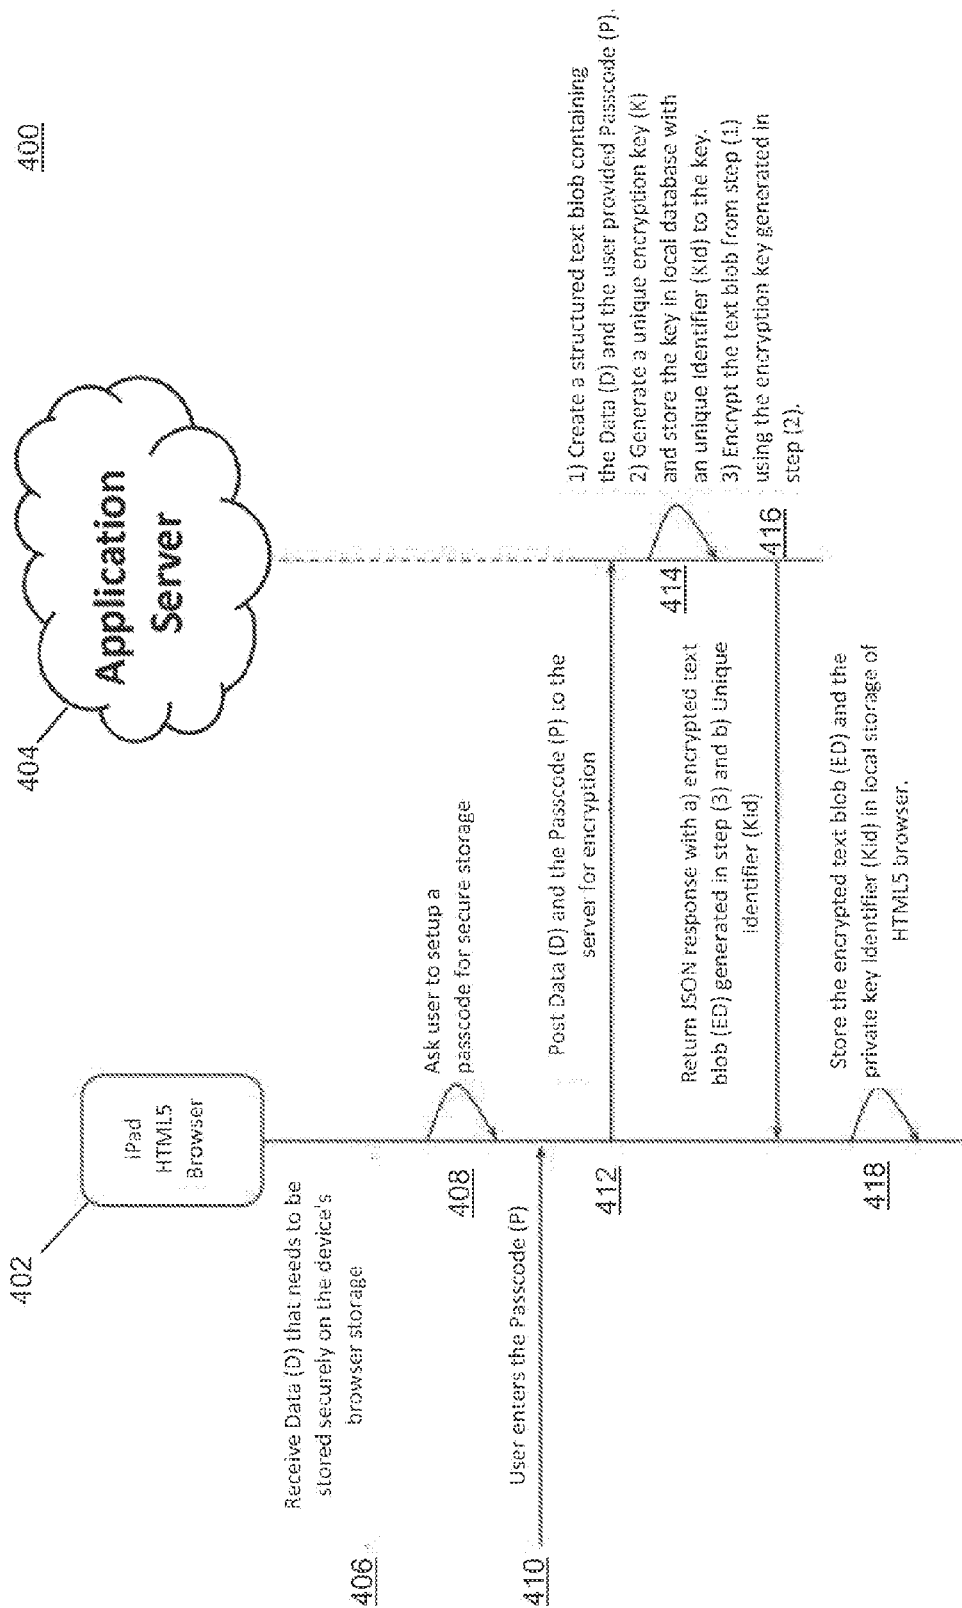 400
402
iPad
HTML5
Browser
404
Application
Server
Receive Data (D) that needs to be
stored securely on the device's
browser storage
406
Ask user to setup a
passcode for secure storage
408
User enters the Passcode (P)
410
Post Data (D) and the Passcode (P) to the
server for encryption
412
1) Create a structured text blob containing
the Data (D) and the user provided Passcode (P).
2) Generate a unique encryption key (K)
and store the key in local database with
an unique Identifier (Kid) to the key.
3) Encrypt the text blob from step (1)
using the encryption key generated in
step (2).
414
Return JSON response with a) encrypted text
blob (ED) generated in step (3) and b) Unique
Identifier (Kid)
416
Store the encrypted text blob (ED) and the
private key Identifier (Kid) in local storage of
HTML5 browser.
418